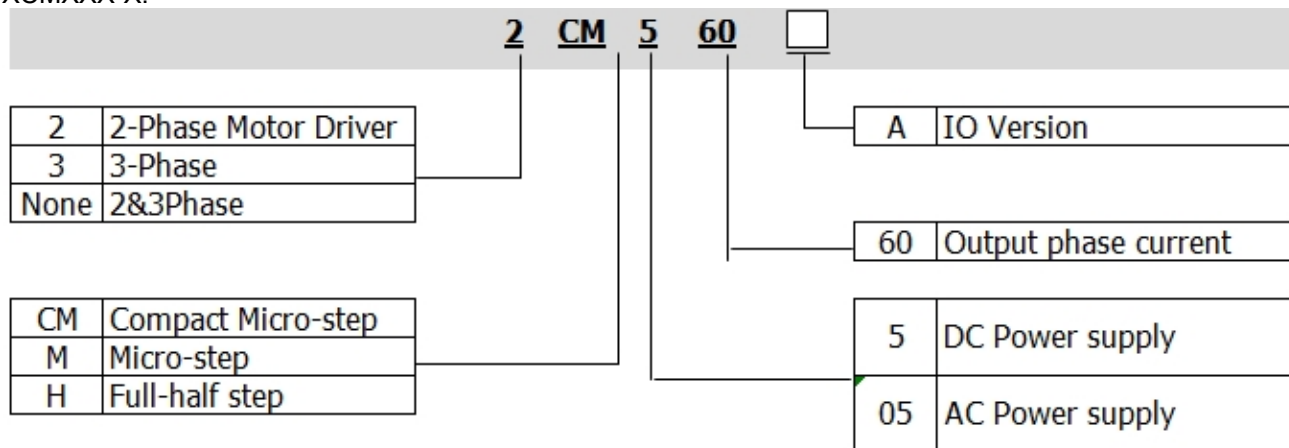 2 CM 5 60
2 2-Phase Motor Driver
3 3-Phase
None 2&3Phase
A IO Version
60 Output phase current
CM Compact Micro-step
M Micro-step
H Full-half step
5 DC Power supply
05 AC Power supply